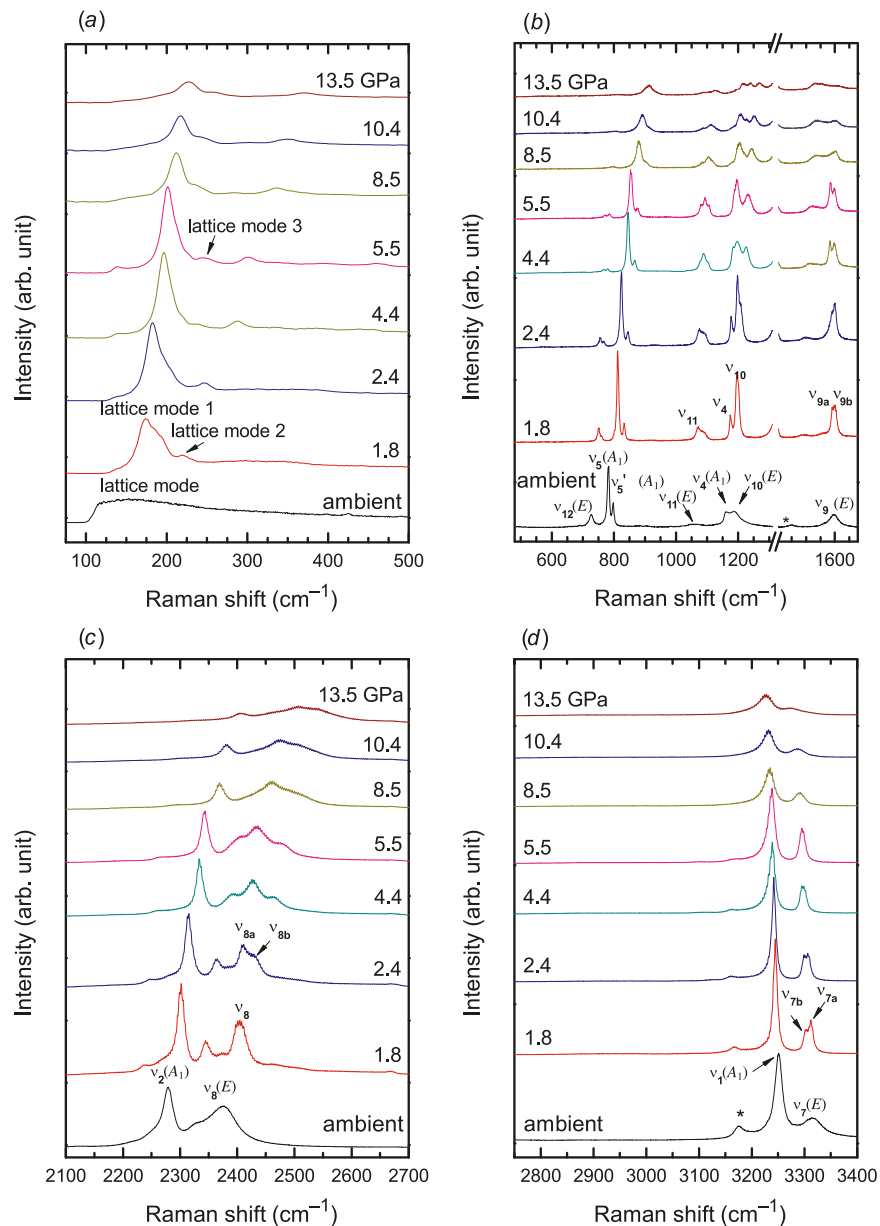 (a)
13.5 GPa
10.4
8.5
lattice mode 3
5.5
4.4
2.4
lattice mode 1
lattice mode 2
1.8
lattice mode
ambient
100 150 200 250 300 350 400 450 500
Raman shift (cm⁻¹)
Intensity (arb. unit)
(b)
13.5 GPa
10.4
8.5
5.5
4.4
2.4
ν10
1.8
ν11
ν4
ν9a
ν9b
ν5(A1)
ambient
ν5' (A1)
ν4(A1)
ν12(E)
ν11(E)
ν10(E)
*
ν9(E)
600 800 1000 1200 1600
Raman shift (cm⁻¹)
Intensity (arb. unit)
(c)
13.5 GPa
10.4
8.5
5.5
4.4
ν8a
ν8b
2.4
ν8
1.8
ν2(A1)
ν8(E)
ambient
2100 2200 2300 2400 2500 2600 2700
Raman shift (cm⁻¹)
Intensity (arb. unit)
(d)
13.5 GPa
10.4
8.5
5.5
4.4
2.4
ν7b
ν7a
1.8
ν1(A1)
ν7(E)
*
ambient
2800 2900 3000 3100 3200 3300 3400
Raman shift (cm⁻¹)
Intensity (arb. unit)